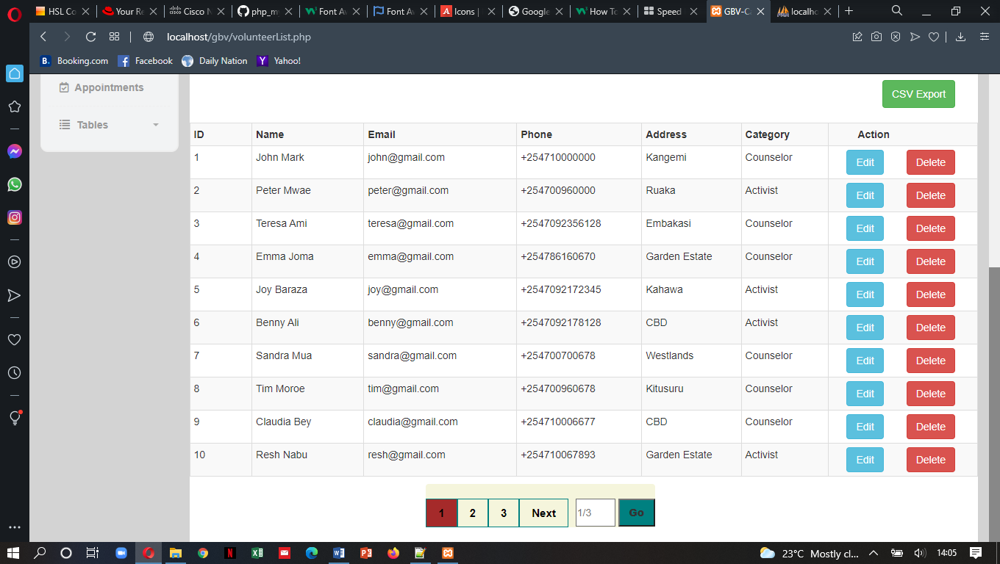 HSL Co
Your Re
Cisco N
php_my
Font Aw
Font Aw
Icons |
Google
How To
Speed
GBV-Ca
localho
localhost/gbv/volunteerList.php
Booking.com Facebook Daily Nation Yahoo!
Appointments
Tables
CSV Export
ID Name Email Phone Address Category Action
1 John Mark john@gmail.com +254710000000 Kangemi Counselor Edit Delete
2 Peter Mwae peter@gmail.com +254700960000 Ruaka Activist Edit Delete
3 Teresa Ami teresa@gmail.com +2547092356128 Embakasi Counselor Edit Delete
4 Emma Joma emma@gmail.com +254786160670 Garden Estate Counselor Edit Delete
5 Joy Baraza joy@gmail.com +2547092172345 Kahawa Activist Edit Delete
6 Benny Ali benny@gmail.com +2547092178128 CBD Activist Edit Delete
7 Sandra Mua sandra@gmail.com +254700700678 Westlands Counselor Edit Delete
8 Tim Moroe tim@gmail.com +254700960678 Kitusuru Counselor Edit Delete
9 Claudia Bey claudia@gmail.com +254710006677 CBD Counselor Edit Delete
10 Resh Nabu resh@gmail.com +254710067893 Garden Estate Activist Edit Delete
1 2 3 Next 1/3 Go
23°C Mostly cl... 14:05